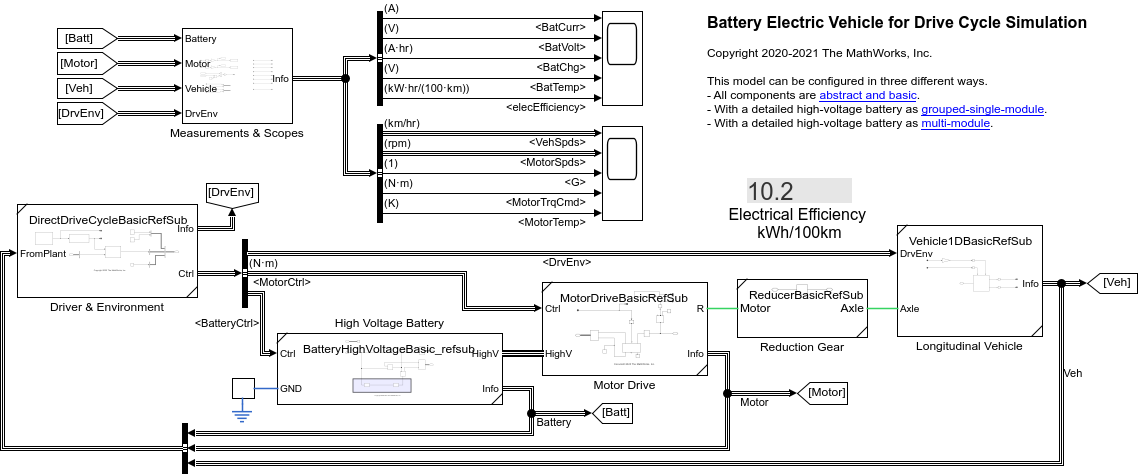 (A)
[Batt]
Battery
<BatCurr>
(V)
[Motor]
Motor
<BatVolt>
(A·hr)
Info
<BatChg>
(V)
[Veh]
Vehicle
<BatTemp>
(kW·hr/(100·km))
[DrvEnv]
DrvEnv
<elecEfficiency>
Measurements & Scopes
(km/hr)
<VehSpds>
(rpm)
<MotorSpds>
(1)
<G>
(N·m)
<MotorTrqCmd>
(K)
<MotorTemp>
Battery Electric Vehicle for Drive Cycle Simulation
Copyright 2020-2021 The MathWorks, Inc.
This model can be configured in three different ways.
- All components are abstract and basic.
- With a detailed high-voltage battery as grouped-single-module.
- With a detailed high-voltage battery as multi-module.
10.2
Electrical Efficiency
kWh/100km
[DrvEnv]
DirectDriveCycleBasicRefSub
Info
FromPlant
Ctrl
Driver & Environment
(N·m)
<DrvEnv>
<MotorCtrl>
<BatteryCtrl>
Vehicle1DBasicRefSub
DrvEnv
Info
Axle
Longitudinal Vehicle
[Veh]
MotorDriveBasicRefSub
Ctrl
R
HighV
Info
Motor Drive
ReducerBasicRefSub
Motor
Axle
Reduction Gear
High Voltage Battery
BatteryHighVoltageBasic_refsub
Ctrl
HighV
GND
Info
Veh
[Motor]
Motor
[Batt]
Battery